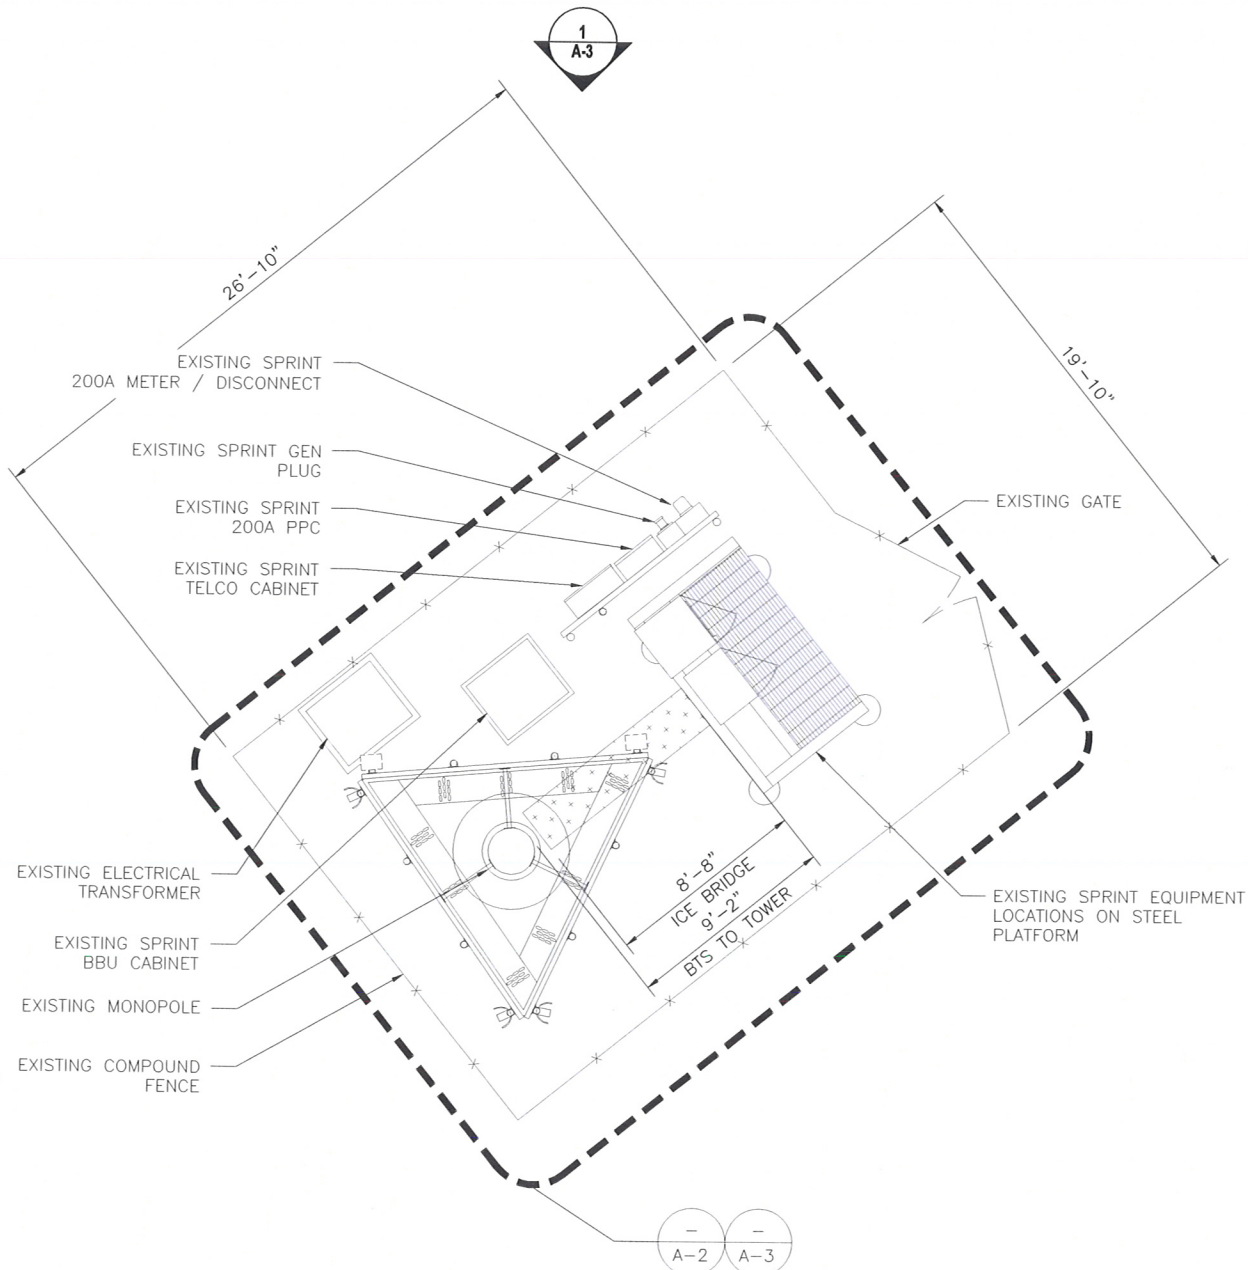 1
A-3
26'-10"
19'-10"
EXISTING SPRINT
200A METER / DISCONNECT
EXISTING SPRINT GEN
PLUG
EXISTING SPRINT
200A PPC
EXISTING SPRINT
TELCO CABINET
EXISTING GATE
EXISTING ELECTRICAL
TRANSFORMER
EXISTING SPRINT
BBU CABINET
EXISTING MONOPOLE
EXISTING COMPOUND
FENCE
8'-8"
ICE BRIDGE
9'-2"
BTS TO TOWER
EXISTING SPRINT EQUIPMENT
LOCATIONS ON STEEL
PLATFORM
– –
A-2 A-3